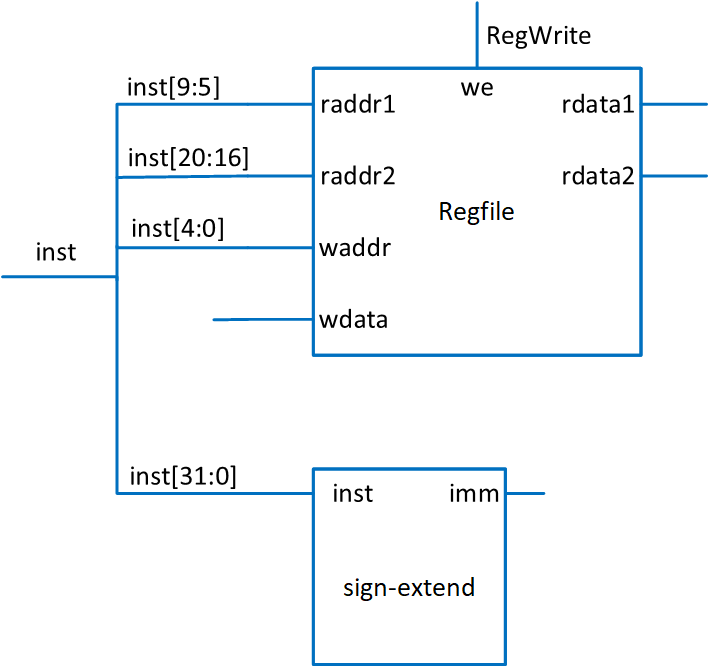 RegWrite
inst[9:5]
we
raddr1
rdata1
inst[20:16]
raddr2
rdata2
Regfile
inst[4:0]
inst
waddr
wdata
inst[31:0]
inst
imm
sign-extend